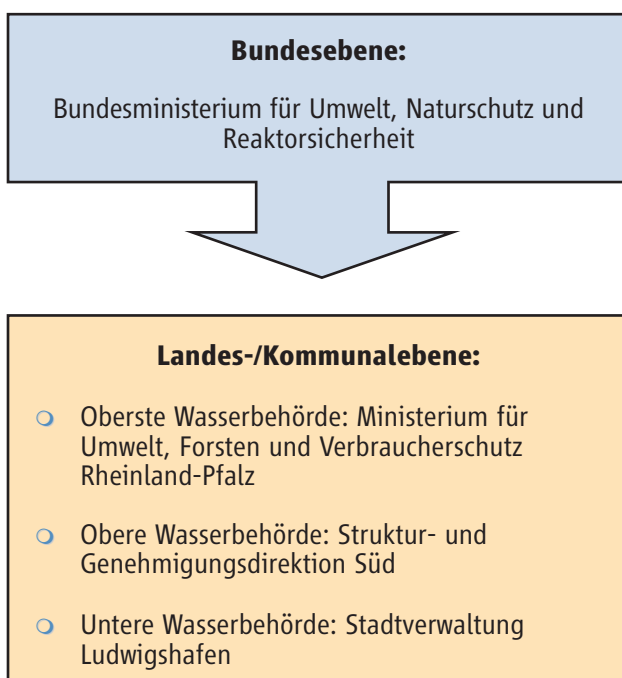 Bundesebene:
Bundesministerium für Umwelt, Naturschutz und
Reaktorsicherheit
Landes-/Kommunalebene:
Oberste Wasserbehörde: Ministerium für
Umwelt, Forsten und Verbraucherschutz
Rheinland-Pfalz
Obere Wasserbehörde: Struktur- und
Genehmigungsdirektion Süd
Untere Wasserbehörde: Stadtverwaltung
Ludwigshafen